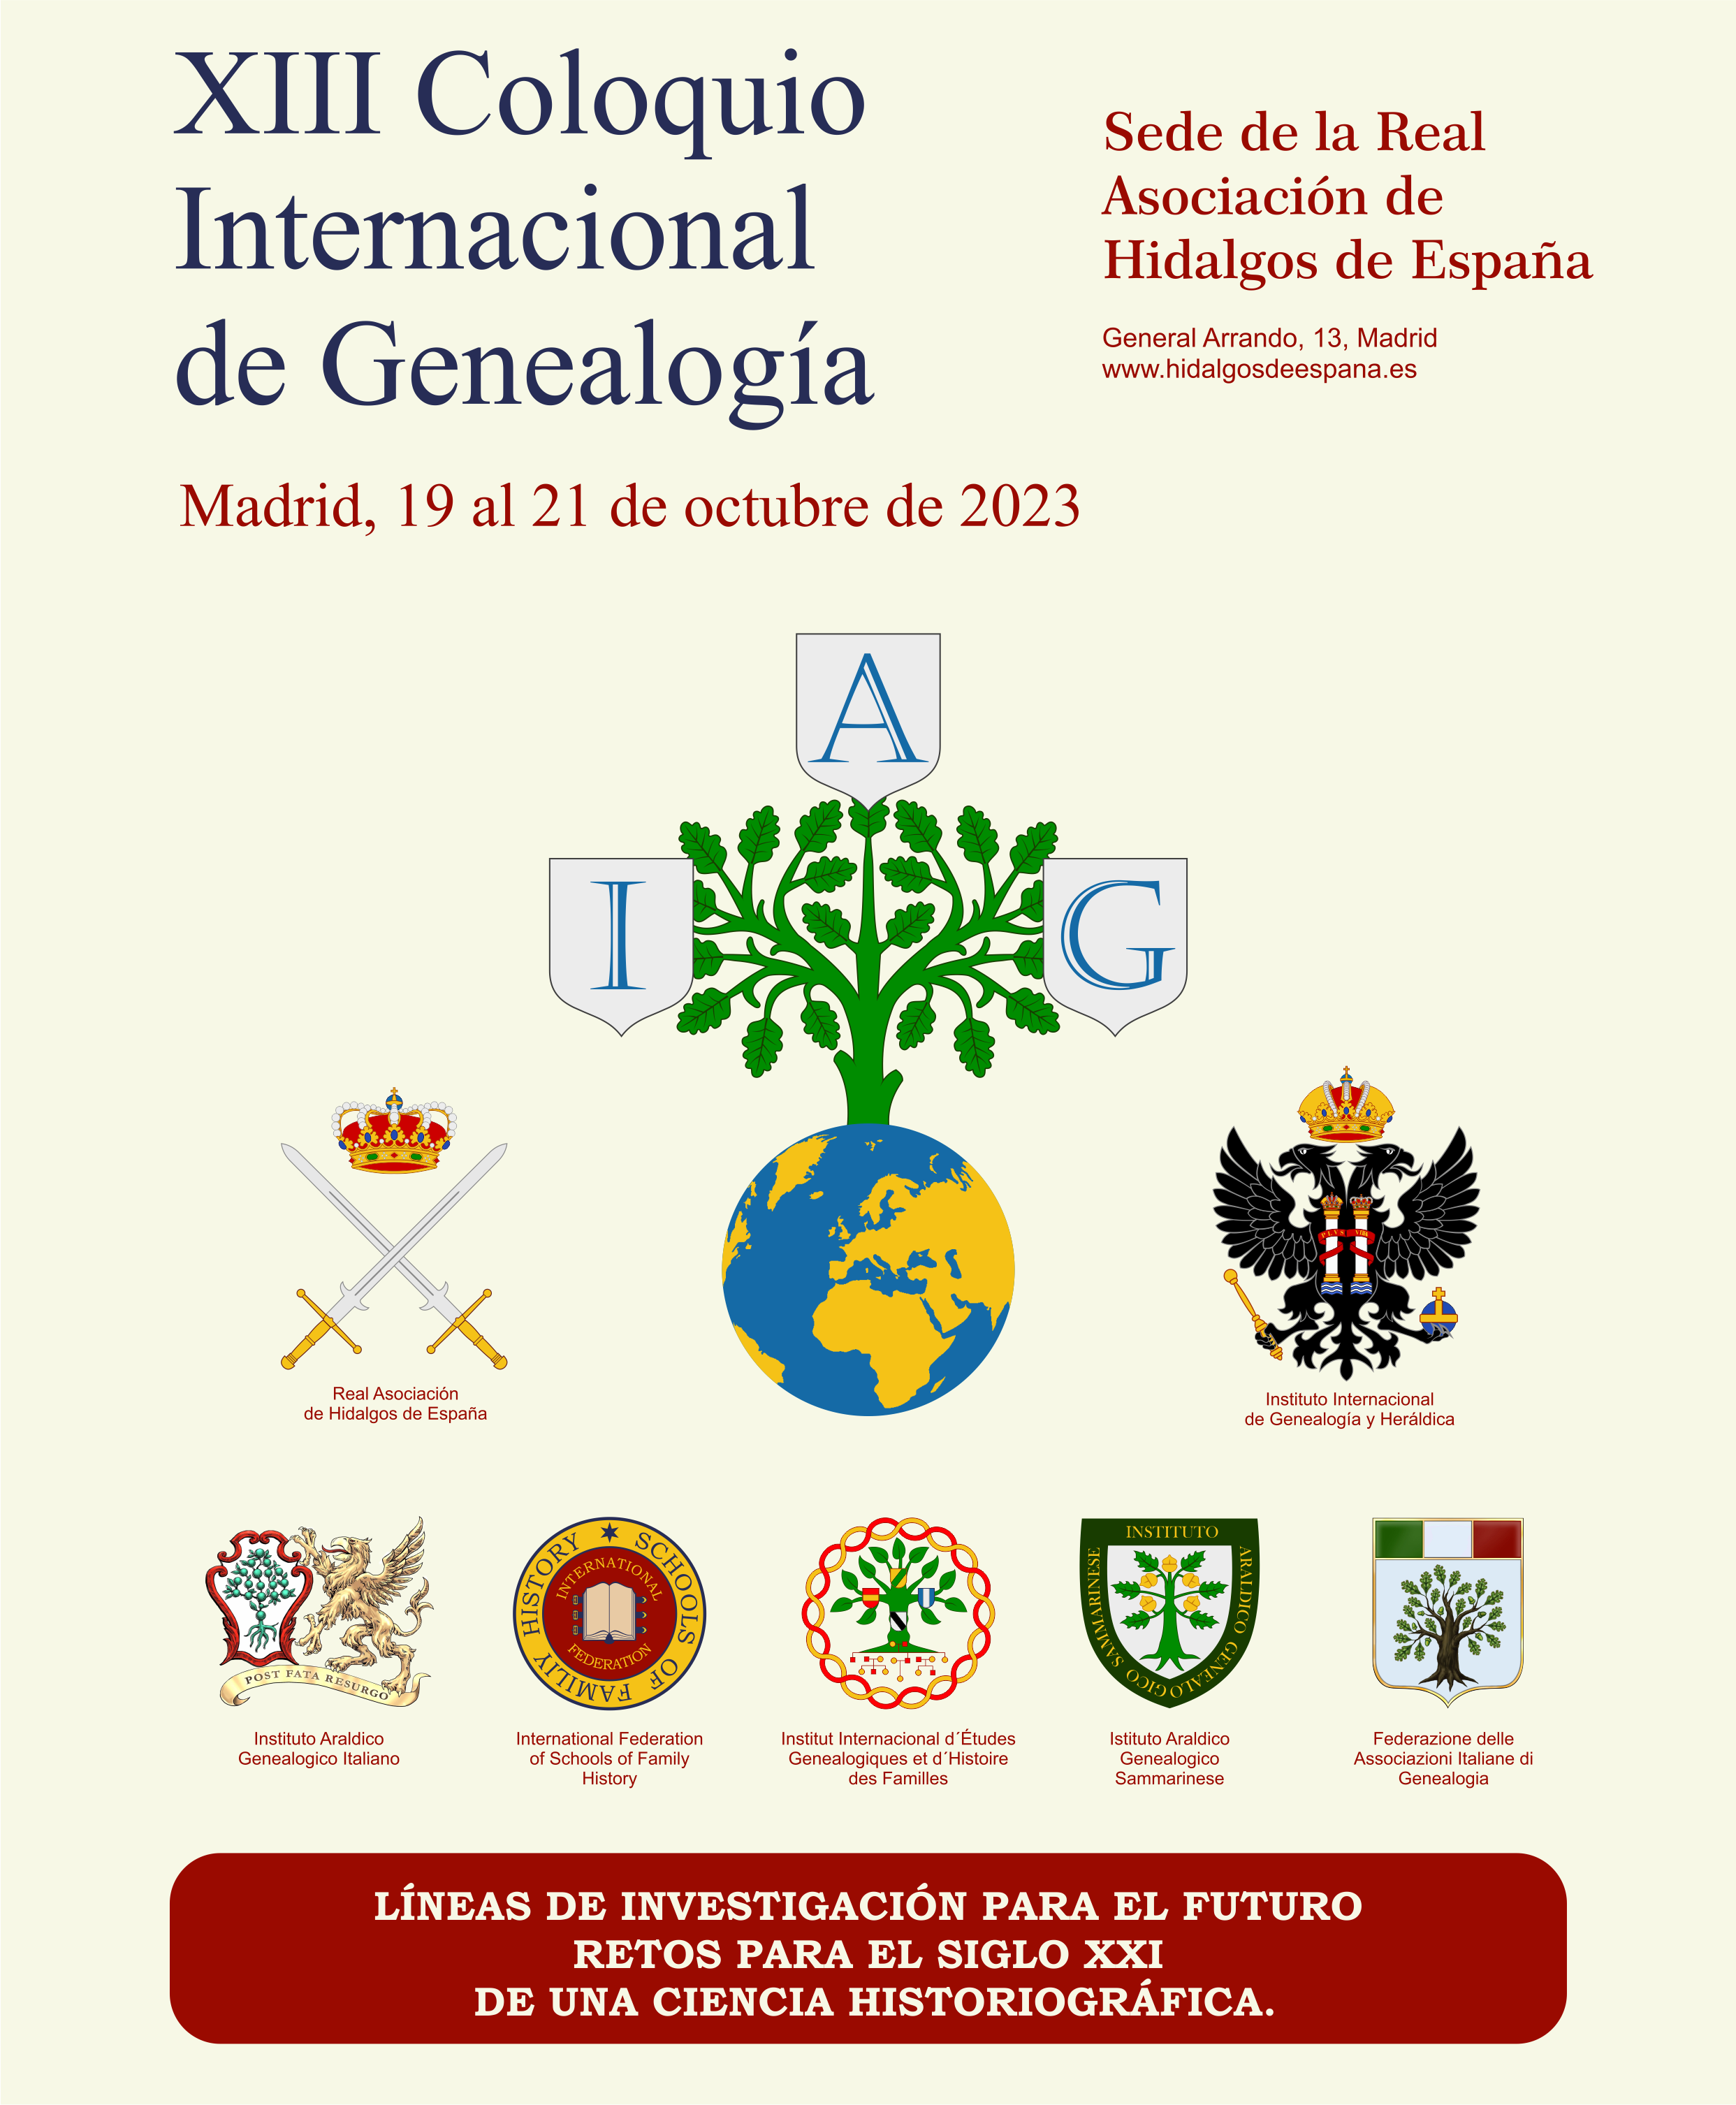 XIII Coloquio
Internacional
de Genealogía
Sede de la Real
Asociación de
Hidalgos de España
General Arrando, 13, Madrid
www.hidalgosdeespana.es
Madrid, 19 al 21 de octubre de 2023
A
I
G
PLVS
VLTRA
Real Asociación
de Hidalgos de España
Instituto Internacional
de Genealogía y Heráldica
POST FATA RESURGO
HISTORY ★ SCHOOLS OF FAMILIY
INTERNATIONAL
FEDERATION
INSTITUTO
ARALDICO GENEALOGICO SAMMARINESE
Instituto Araldico
Genealogico Italiano
International Federation
of Schools of Family
History
Institut Internacional d´Études
Genealogiques et d´Histoire
des Familles
Istituto Araldico
Genealogico
Sammarinese
Federazione delle
Associazioni Italiane di
Genealogia
LÍNEAS DE INVESTIGACIÓN PARA EL FUTURO
RETOS PARA EL SIGLO XXI
DE UNA CIENCIA HISTORIOGRÁFICA.